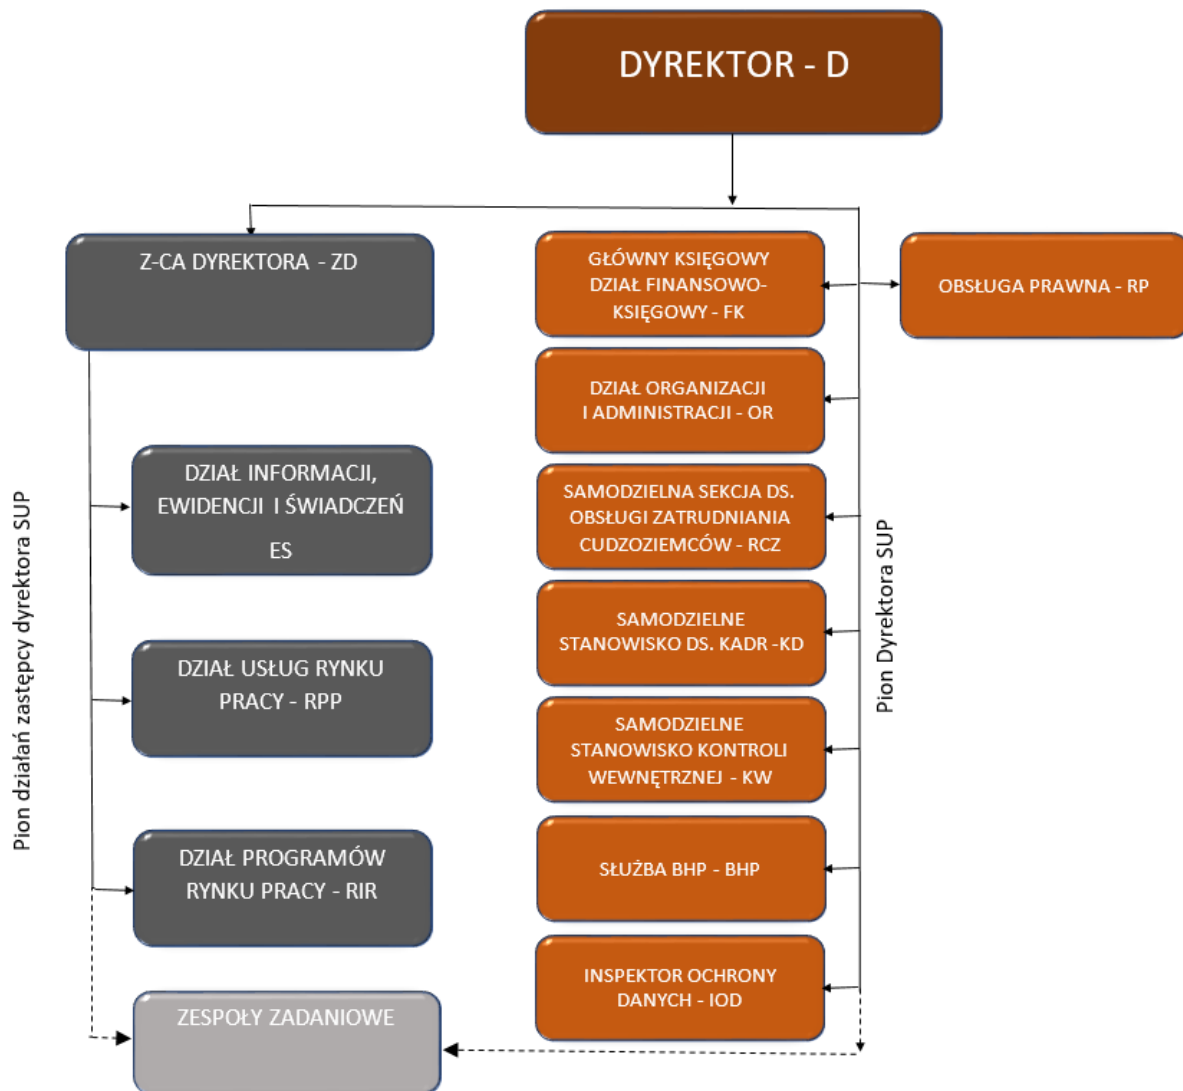 DYREKTOR - D
Z-CA DYREKTORA - ZD
DZIAŁ INFORMACJI,
EWIDENCJI I ŚWIADCZEŃ
ES
DZIAŁ USŁUG RYNKU
PRACY - RPP
DZIAŁ PROGRAMÓW
RYNKU PRACY - RIR
ZESPOŁY ZADANIOWE
Pion działań zastępcy dyrektora SUP
GŁÓWNY KSIĘGOWY
DZIAŁ FINANSOWO-
KSIĘGOWY - FK
DZIAŁ ORGANIZACJI
I ADMINISTRACJI - OR
SAMODZIELNA SEKCJA DS.
OBSŁUGI ZATRUDNIANIA
CUDZOZIEMCÓW - RCZ
SAMODZIELNE
STANOWISKO DS. KADR -KD
SAMODZIELNE
STANOWISKO KONTROLI
WEWNĘTRZNEJ - KW
SŁUŻBA BHP - BHP
INSPEKTOR OCHRONY
DANYCH - IOD
Pion Dyrektora SUP
OBSŁUGA PRAWNA - RP